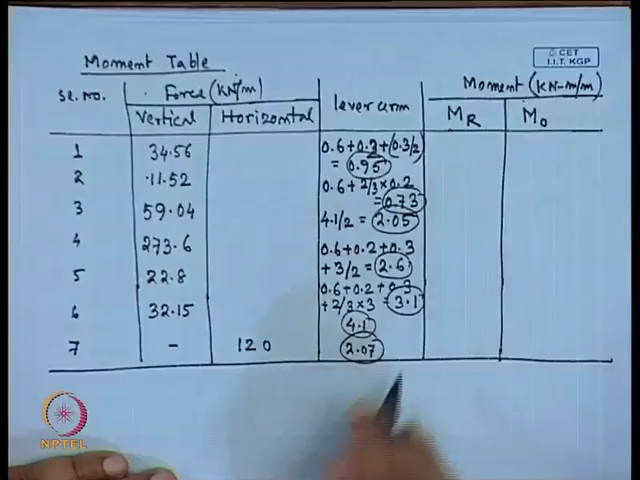 Moment Table
© CET
I.I.T. KGP
Sl. No. Force (KN/m) lever arm Moment (KN-m/m)
Vertical Horizontal MR Mo
1 34.56 0.6+0.2+(0.3/2)
= 0.95
2 11.52 0.6+2/3×0.2
= 0.73
3 59.04 4.1/2 = 2.05
4 273.6 0.6+0.2+0.3
+3/2 = 2.6
5 22.8 0.6+0.2+0.3
+2/3×3 = 3.1
6 32.15 4.1
7 - 120 2.07
NPTEL